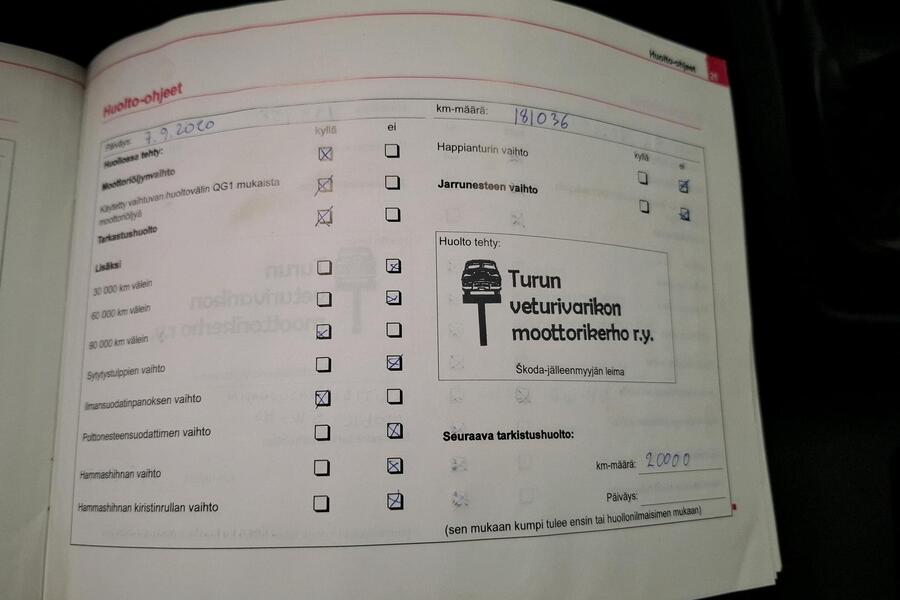 Huolto-ohjeet
21
Huolto-ohjeet
Päiväys: 7.9.2020
kyllä ei
Huollossa tehty:
Moottoriöljynvaihto
Käytetty vaihtuvan huoltovälin QG1 mukaista
moottoriöljyä
Tarkastushuolto
Lisäksi
30 000 km välein
60 000 km välein
90 000 km välein
Sytytystulppien vaihto
Ilmansuodatinpanoksen vaihto
Polttonesteensuodattimen vaihto
Hammashihnan vaihto
Hammashihnan kiristinrullan vaihto
km-määrä: 181036
kyllä ei
Happianturin vaihto
Jarrunesteen vaihto
Huolto tehty:
Turun
veturivarikon
moottorikerho r.y.
Škoda-jälleenmyyjän leima
Seuraava tarkistushuolto:
km-määrä: 20000
Päiväys:
(sen mukaan kumpi tulee ensin tai huollonilmaisimen mukaan)